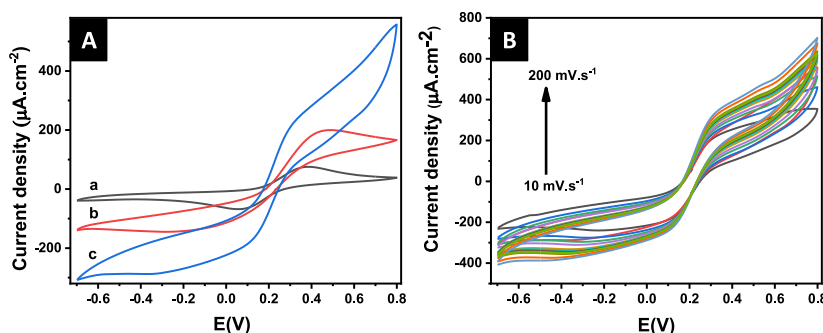 A
Current density (µA.cm⁻²)
400
200
0
-200
a
b
c
-0.6 -0.4 -0.2 0.0 0.2 0.4 0.6 0.8
E(V)
B
Current density (µA.cm-2)
800
600
400
200
0
-200
-400
200 mV.s⁻¹
10 mV.s⁻¹
-0.6 -0.4 -0.2 0.0 0.2 0.4 0.6 0.8
E(V)